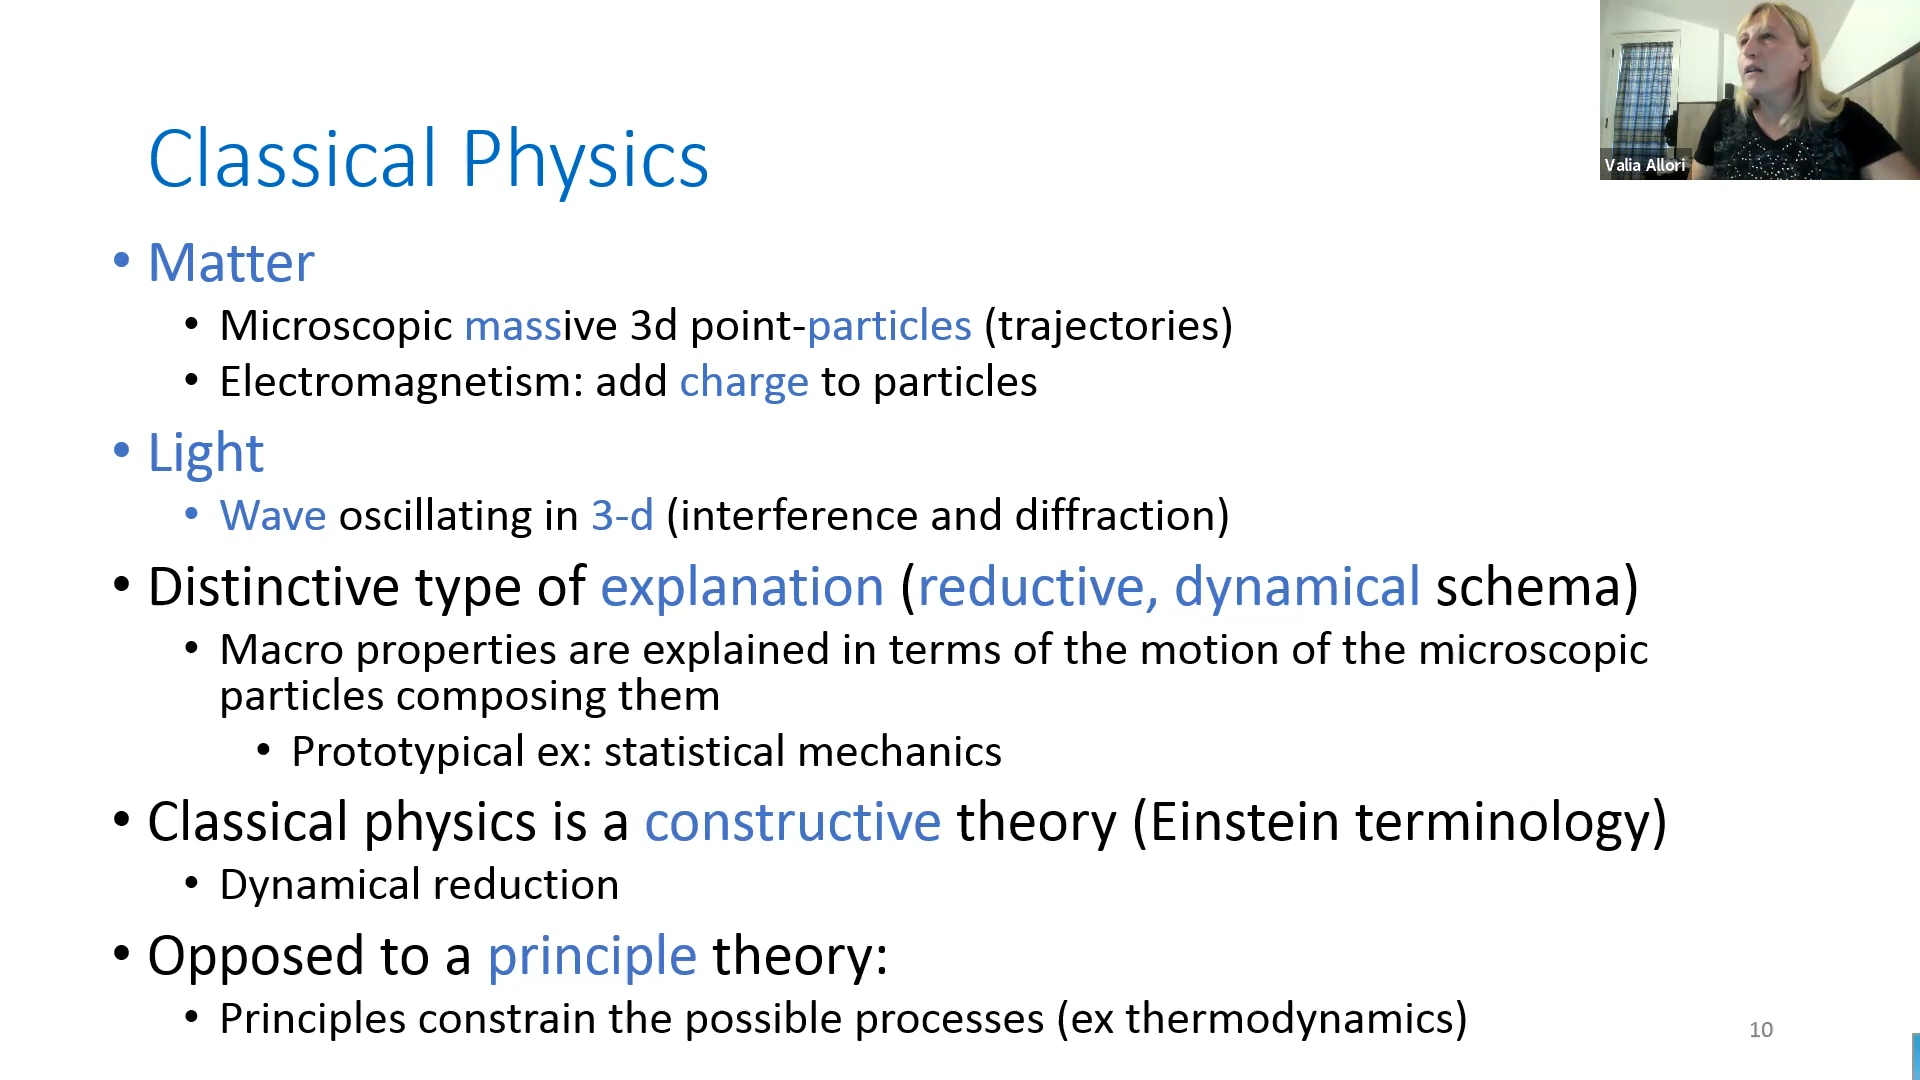 Valia Allori
Classical Physics
• Matter
• Microscopic massive 3d point-particles (trajectories)
• Electromagnetism: add charge to particles
• Light
• Wave oscillating in 3-d (interference and diffraction)
• Distinctive type of explanation (reductive, dynamical schema)
• Macro properties are explained in terms of the motion of the microscopic
particles composing them
• Prototypical ex: statistical mechanics
• Classical physics is a constructive theory (Einstein terminology)
• Dynamical reduction
• Opposed to a principle theory:
• Principles constrain the possible processes (ex thermodynamics)
10